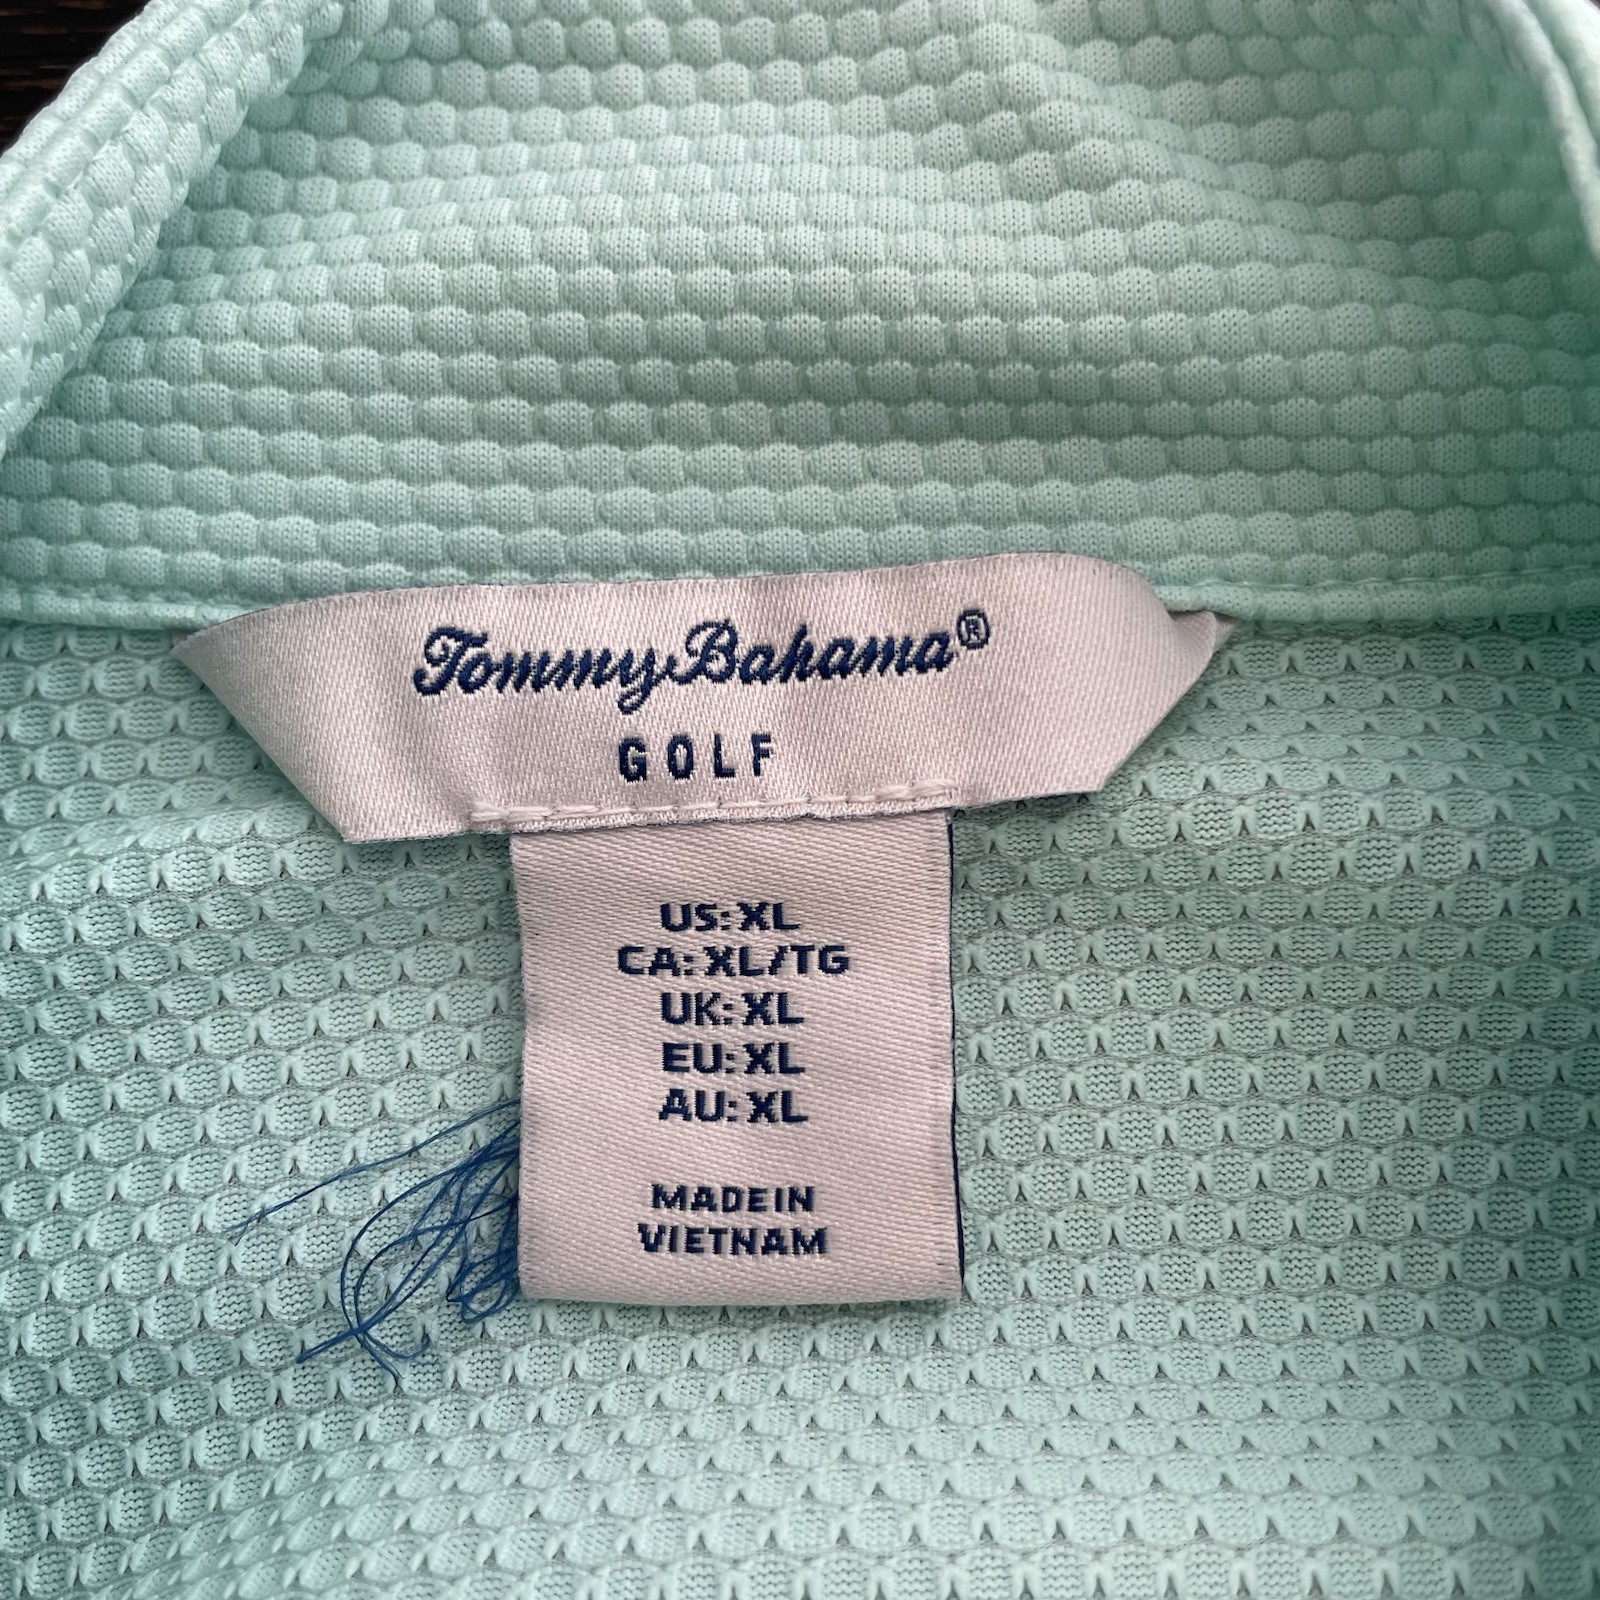 Tommy Bahama®
GOLF
US: XL
CA: XL/TG
UK: XL
EU: XL
AU: XL
MADE IN
VIETNAM